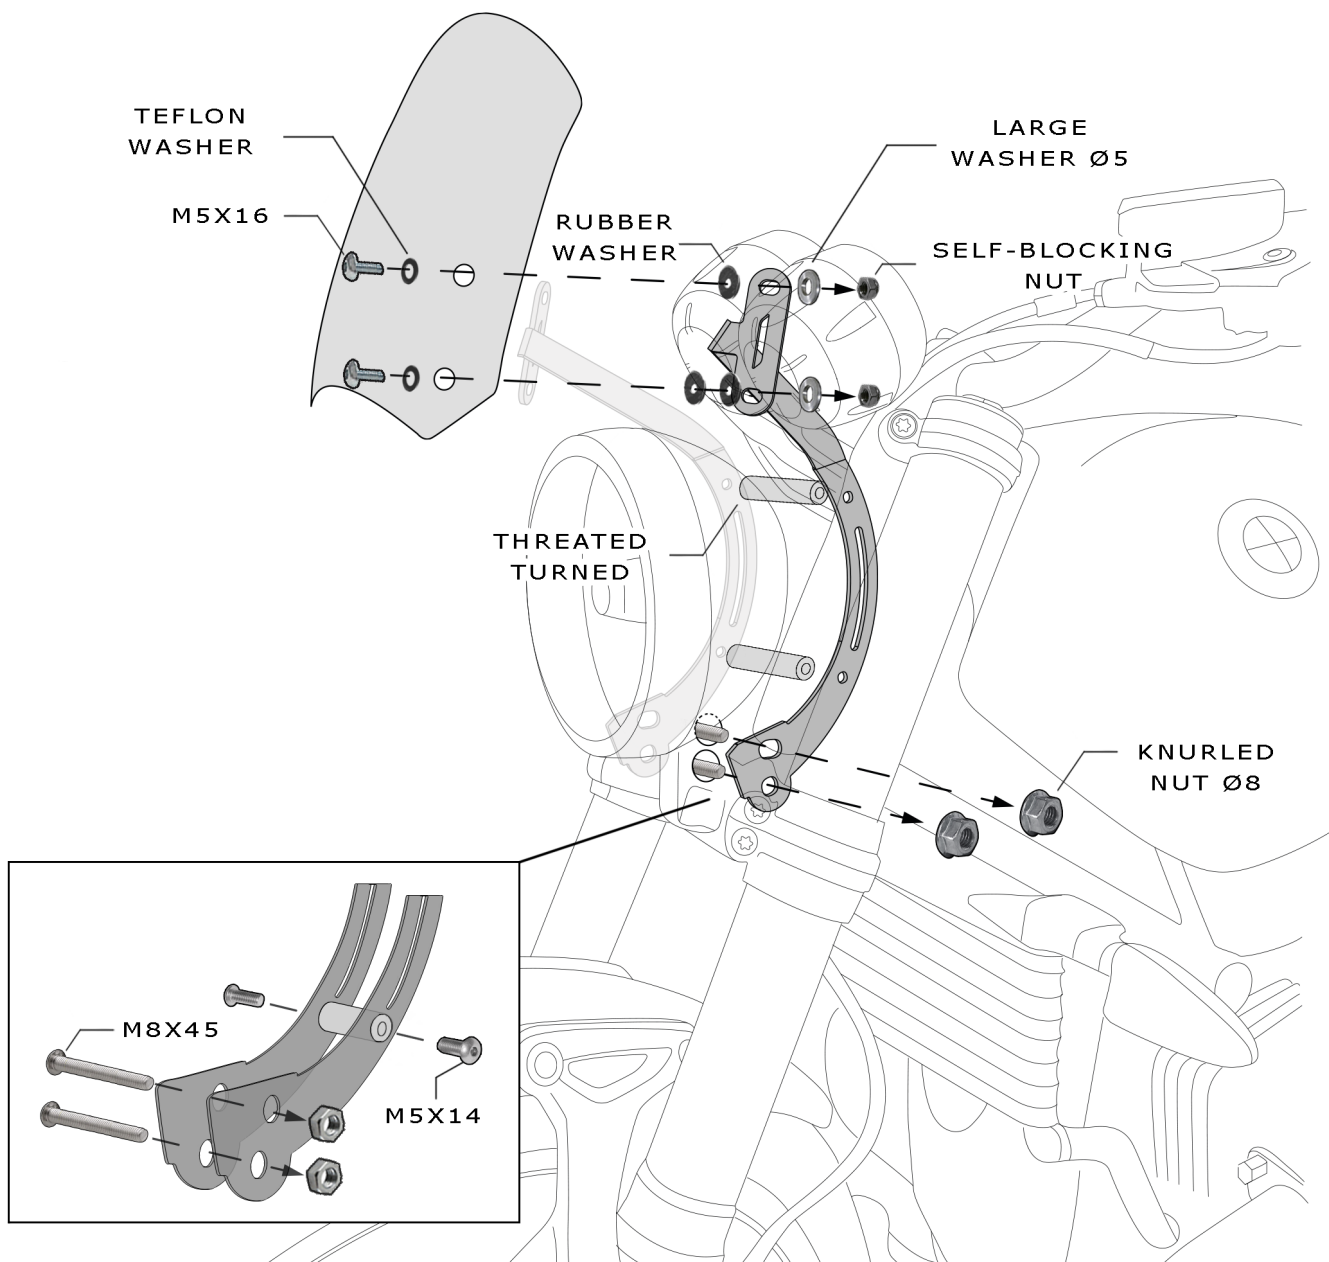 TEFLON
WASHER
M5X16
LARGE
WASHER Ø5
RUBBER
WASHER
SELF-BLOCKING
NUT
THREATED
TURNED
KNURLED
NUT Ø8
M8X45
M5X14